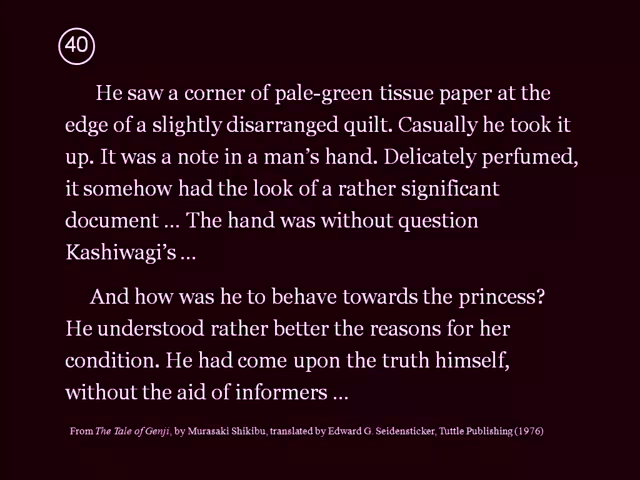 40
He saw a corner of pale-green tissue paper at the
edge of a slightly disarranged quilt. Casually he took it
up. It was a note in a man's hand. Delicately perfumed,
it somehow had the look of a rather significant
document ... The hand was without question
Kashiwagi's ...
And how was he to behave towards the princess?
He understood rather better the reasons for her
condition. He had come upon the truth himself,
without the aid of informers ...
From The Tale of Genji, by Murasaki Shikibu, translated by Edward G. Seidensticker, Tuttle Publishing (1976)